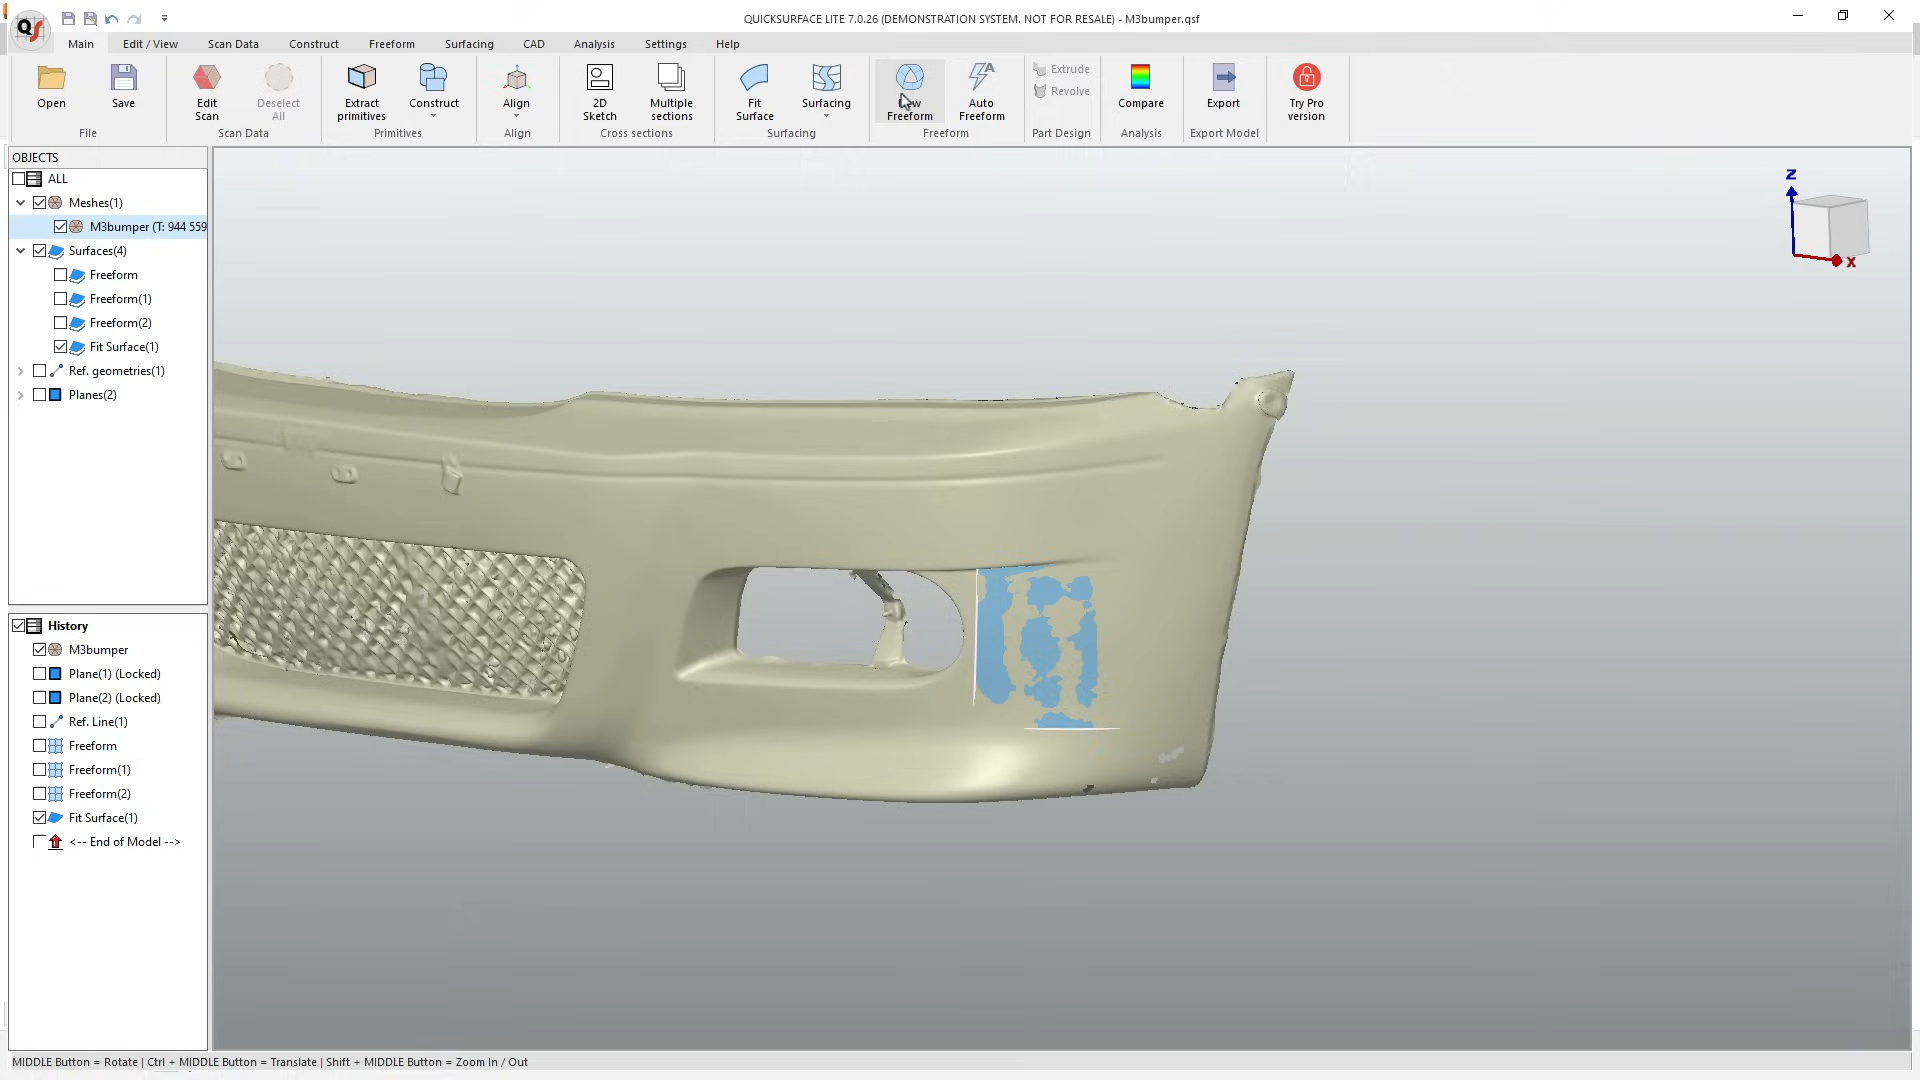 QUICKSURFACE LITE 7.0.26 (DEMONSTRATION SYSTEM. NOT FOR RESALE) - M3bumper.qsf
QS
Main Edit / View Scan Data Construct Freeform Surfacing CAD Analysis Settings Help
Open Save Edit Scan Deselect All Extract primitives Construct Align 2D Sketch Multiple sections Fit Surface Surfacing Freeform Auto Freeform Extrude Revolve Compare Export Try Pro version
File Scan Data Primitives Align Cross sections Surfacing Freeform Part Design Analysis Export Model
OBJECTS
ALL
Meshes(1)
M3bumper (T: 944 559
Surfaces(4)
Freeform
Freeform(1)
Freeform(2)
Fit Surface(1)
Ref. geometries(1)
Planes(2)
Z
X
History
M3bumper
Plane(1) (Locked)
Plane(2) (Locked)
Ref. Line(1)
Freeform
Freeform(1)
Freeform(2)
Fit Surface(1)
<-- End of Model -->
MIDDLE Button = Rotate | Ctrl + MIDDLE Button = Translate | Shift + MIDDLE Button = Zoom In / Out